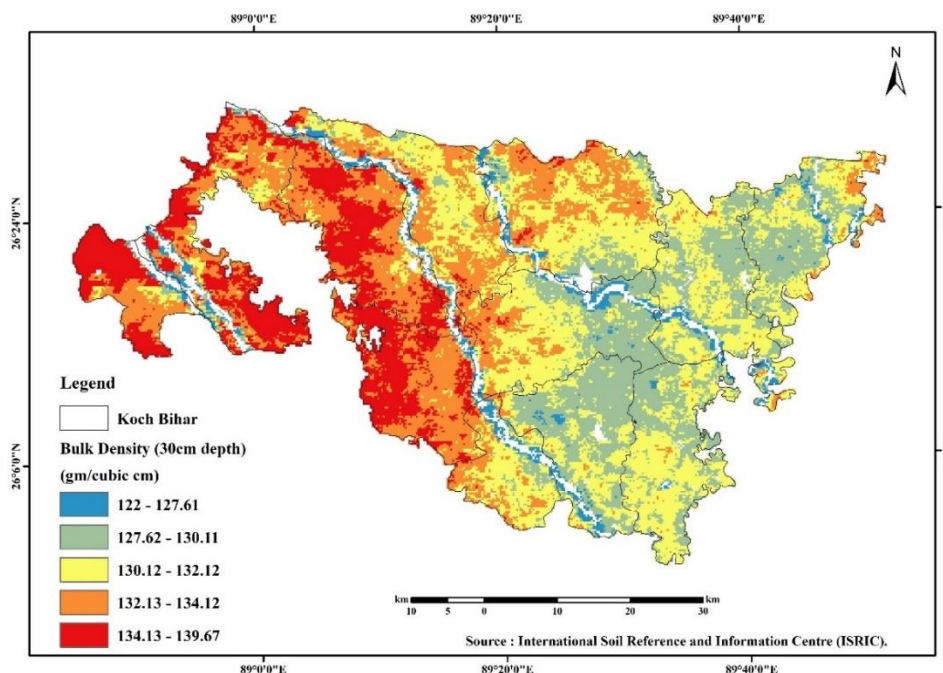 89°0'0"E 89°20'0"E 89°40'0"E
N
26°24'0"N
26°6'0"N
Legend
Koch Bihar
Bulk Density (30cm depth)
(gm/cubic cm)
122 - 127.61
127.62 - 130.11
130.12 - 132.12
132.13 - 134.12
134.13 - 139.67
km km
10 5 0 10 20 30
Source : International Soil Reference and Information Centre (ISRIC).
89°0'0"E 89°20'0"E 89°40'0"E